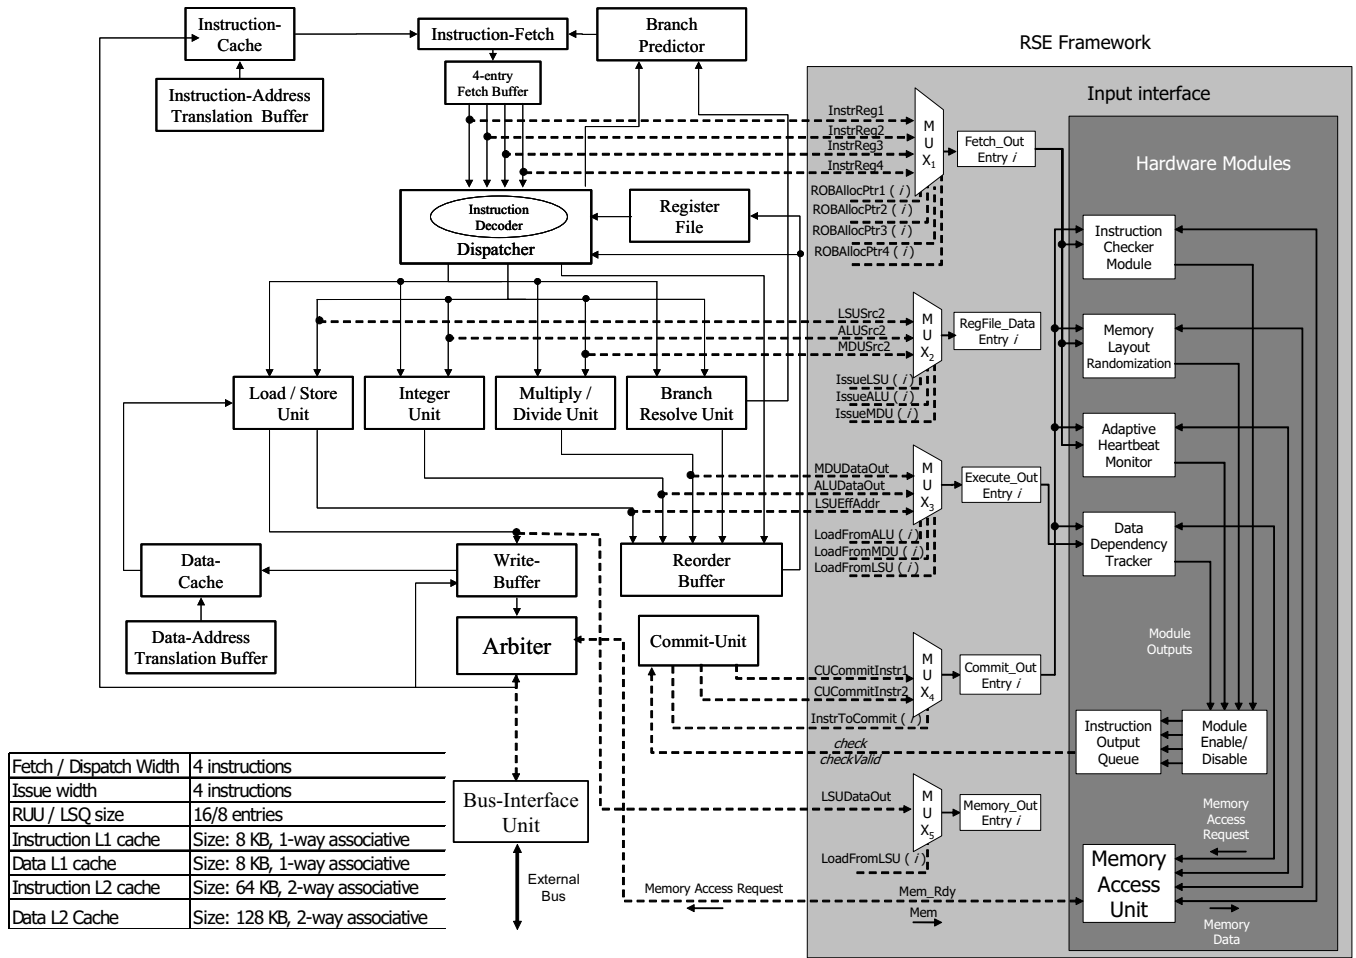 Instruction-
Cache
Instruction-Fetch
Branch
Predictor
RSE Framework
4-entry
Fetch Buffer
Instruction-Address
Translation Buffer
Input interface
InstrReg1
InstrReg2
InstrReg3
InstrReg4
M
U
X1
Fetch_Out
Entry i
Hardware Modules
ROBAllocPtr1 ( i )
ROBAllocPtr2 ( i )
ROBAllocPtr3 ( i )
ROBAllocPtr4 ( i )
Instruction
Decoder
Dispatcher
Register
File
Instruction
Checker
Module
LSUSrc2
ALUSrc2
MDUSrc2
M
U
X2
RegFile_Data
Entry i
Memory
Layout
Randomization
IssueLSU ( i )
IssueALU ( i )
IssueMDU ( i )
Load / Store
Unit
Integer
Unit
Multiply /
Divide Unit
Branch
Resolve Unit
Adaptive
Heartbeat
Monitor
MDUDataOut
ALUDataOut
LSUEffAddr
M
U
X3
Execute_Out
Entry i
LoadFromALU ( i )
LoadFromMDU ( i )
LoadFromLSU ( i )
Data
Dependency
Tracker
Data-
Cache
Write-
Buffer
Reorder
Buffer
Data-Address
Translation Buffer
Arbiter
Commit-Unit
Module
Outputs
CUCommitInstr1
CUCommitInstr2
InstrToCommit ( i )
M
U
X4
Commit_Out
Entry i
check
checkValid
Instruction
Output
Queue
Module
Enable/
Disable
Fetch / Dispatch Width 4 instructions
Issue width 4 instructions
RUU / LSQ size 16/8 entries
Instruction L1 cache Size: 8 KB, 1-way associative
Data L1 cache Size: 8 KB, 1-way associative
Instruction L2 cache Size: 64 KB, 2-way associative
Data L2 Cache Size: 128 KB, 2-way associative
Bus-Interface
Unit
External
Bus
LSUDataOut
M
U
X5
Memory_Out
Entry i
LoadFromLSU ( i )
Memory
Access
Request
Memory
Access
Unit
Memory Access Request
Mem_Rdy
Mem
Memory
Data